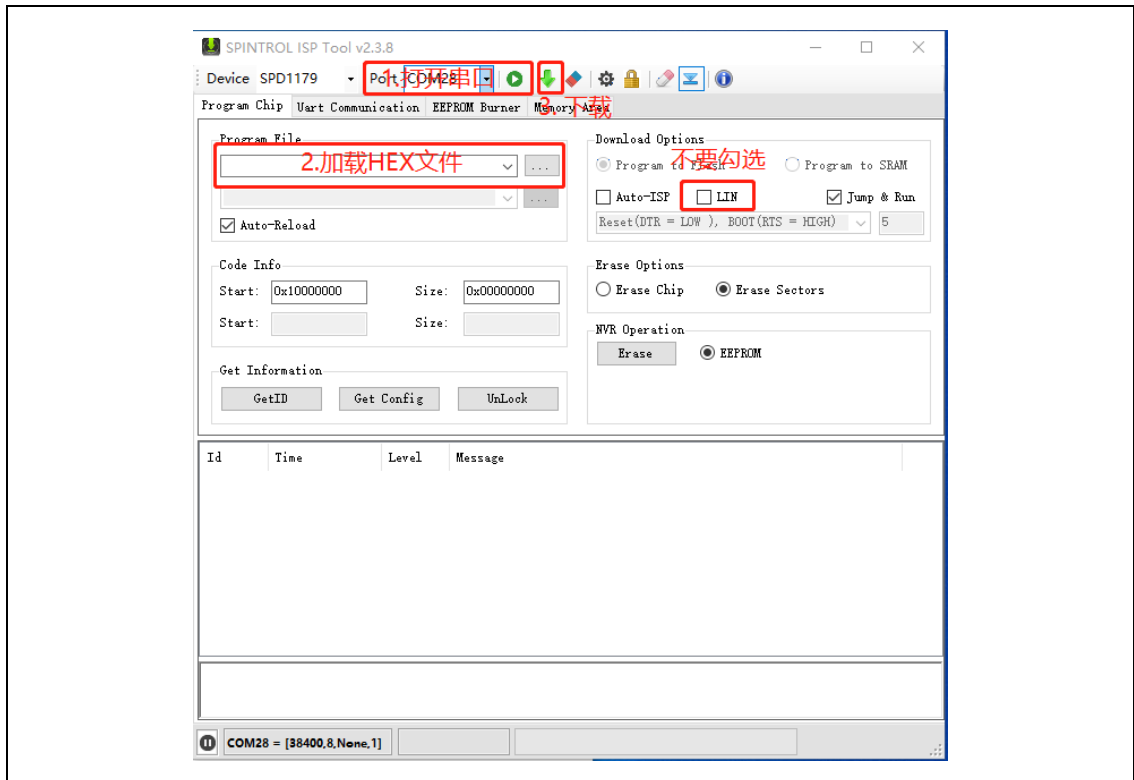 SPINTROL ISP Tool v2.3.8
Device SPD1179 Port COM28
1.打开串口
Program Chip Uart Communication EEPROM Burner Memory Area
3. 下载
Program File
2.加载HEX文件
...
...
Auto-Reload
Download Options
不要勾选
Program to Flash Program to SRAM
Auto-ISP LIN Jump & Run
Reset(DTR = LOW ), BOOT(RTS = HIGH) 5
Code Info
Start: 0x10000000 Size: 0x00000000
Start: Size:
Erase Options
Erase Chip Erase Sectors
NVR Operation
Erase EEPROM
Get Information
GetID Get Config UnLock
Id Time Level Message
COM28 = [38400,8,None,1]